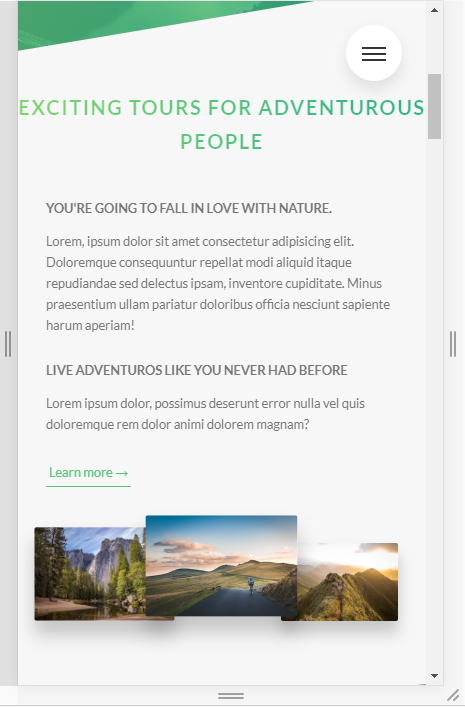 EXCITING TOURS FOR ADVENTUROUS
PEOPLE
YOU'RE GOING TO FALL IN LOVE WITH NATURE.
Lorem, ipsum dolor sit amet consectetur adipisicing elit.
Doloremque consequuntur repellat modi aliquid itaque
repudiandae sed delectus ipsam, inventore cupiditate. Minus
praesentium ullam pariatur doloribus officia nesciunt sapiente
harum aperiam!
LIVE ADVENTUROS LIKE YOU NEVER HAD BEFORE
Lorem ipsum dolor, possimus deserunt error nulla vel quis
doloremque rem dolor animi dolorem magnam?
Learn more →